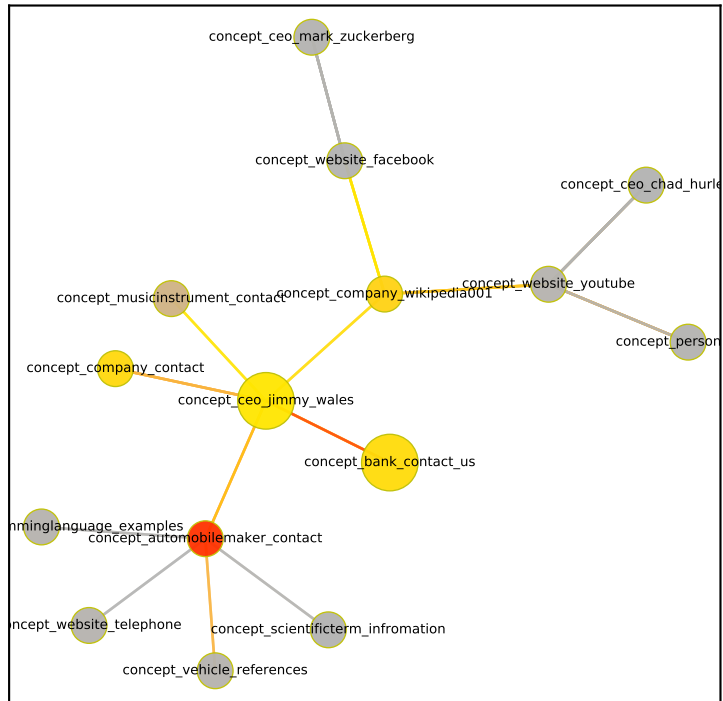 concept_ceo_mark_zuckerberg
concept_website_facebook
concept_ceo_chad_hurle
concept_website_youtube
concept_company_wikipedia001
concept_musicinstrument_contact
concept_person
concept_company_contact
concept_ceo_jimmy_wales
concept_bank_contact_us
mminglanguage_examples
concept_automobilemaker_contact
oncept_website_telephone
concept_scientificterm_infromation
concept_vehicle_references